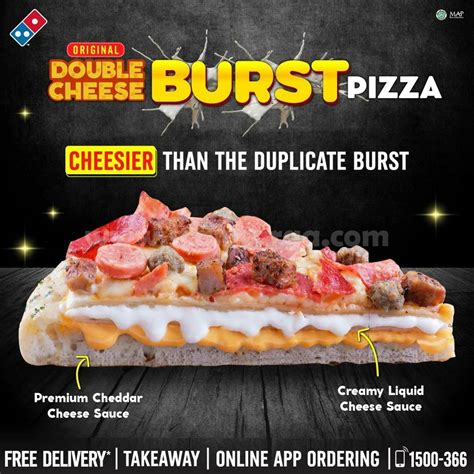 MAP
ORIGINAL
DOUBLE CHEESE BURST PIZZA
CHEESIER THAN THE DUPLICATE BURST
Premium Cheddar
Cheese Sauce
Creamy Liquid
Cheese Sauce
FREE DELIVERY* | TAKEAWAY | ONLINE APP ORDERING | 1500-366